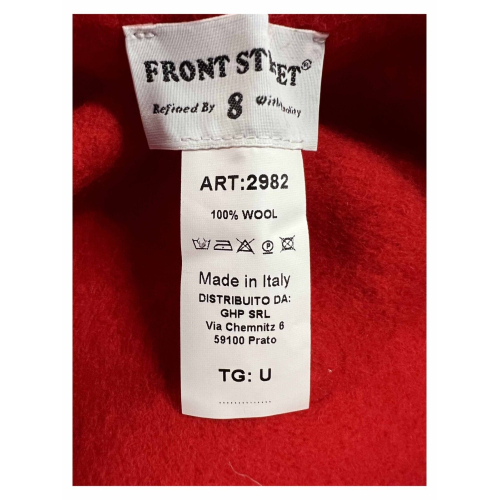 FRONT STREET®
Refined By 8 With
ART:2982
100% WOOL
Made in Italy
DISTRIBUITO DA:
GHP SRL
Via Chemnitz 6
59100 Prato
TG: U